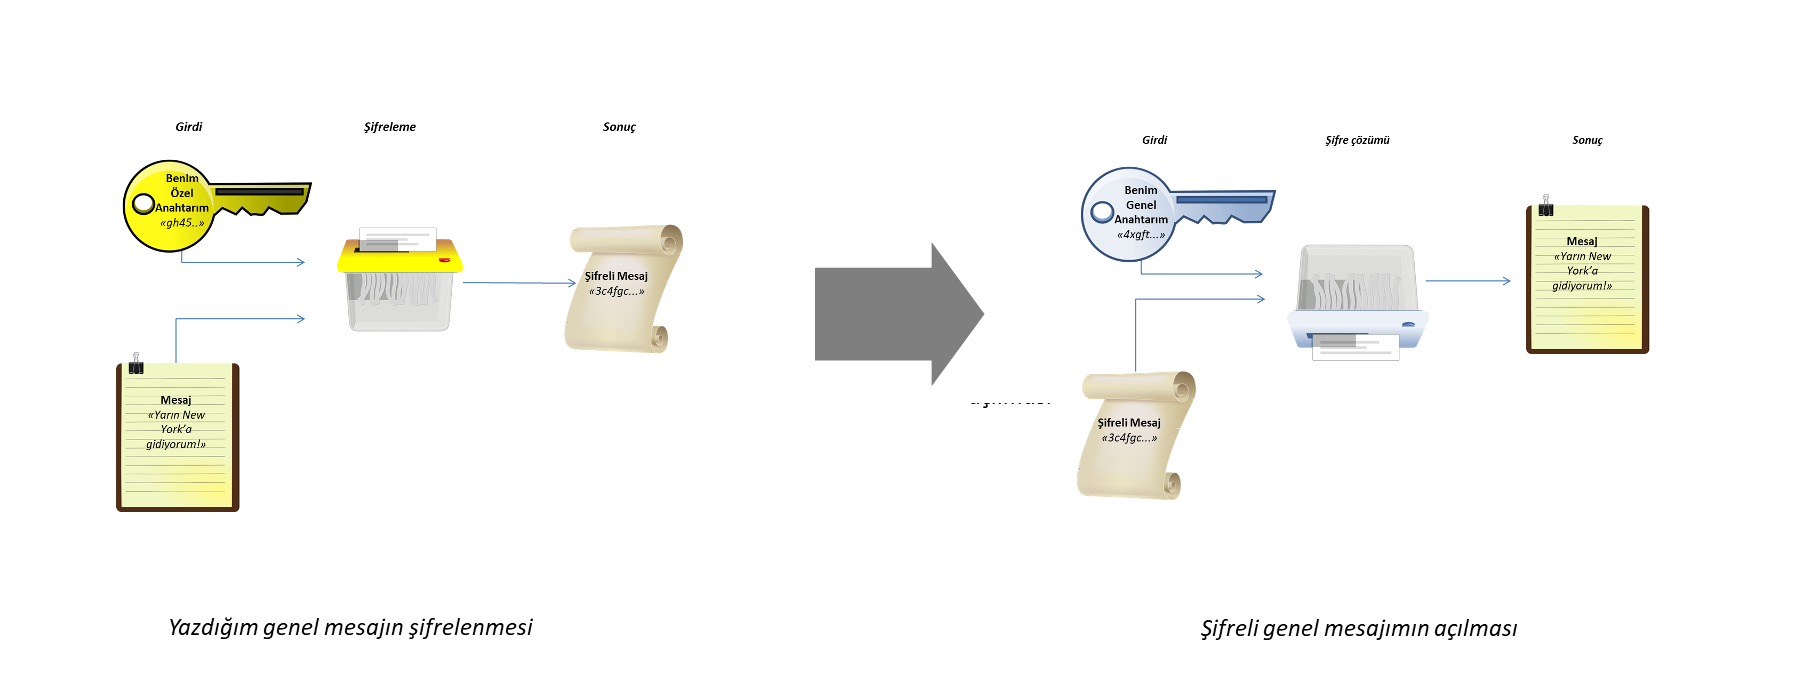 Girdi
Şifreleme
Sonuç
Benim
Özel
Anahtarım
«gh45..»
Şifreli Mesaj
«3c4fgc...»
Mesaj
«Yarın New
York’a
gidiyorum!»
Yazdığım genel mesajın şifrelenmesi
Girdi
Şifre çözümü
Sonuç
Benim
Genel
Anahtarım
«4xgft...»
Mesaj
«Yarın New
York’a
gidiyorum!»
Şifreli Mesaj
«3c4fgc...»
Şifreli genel mesajımın açılması